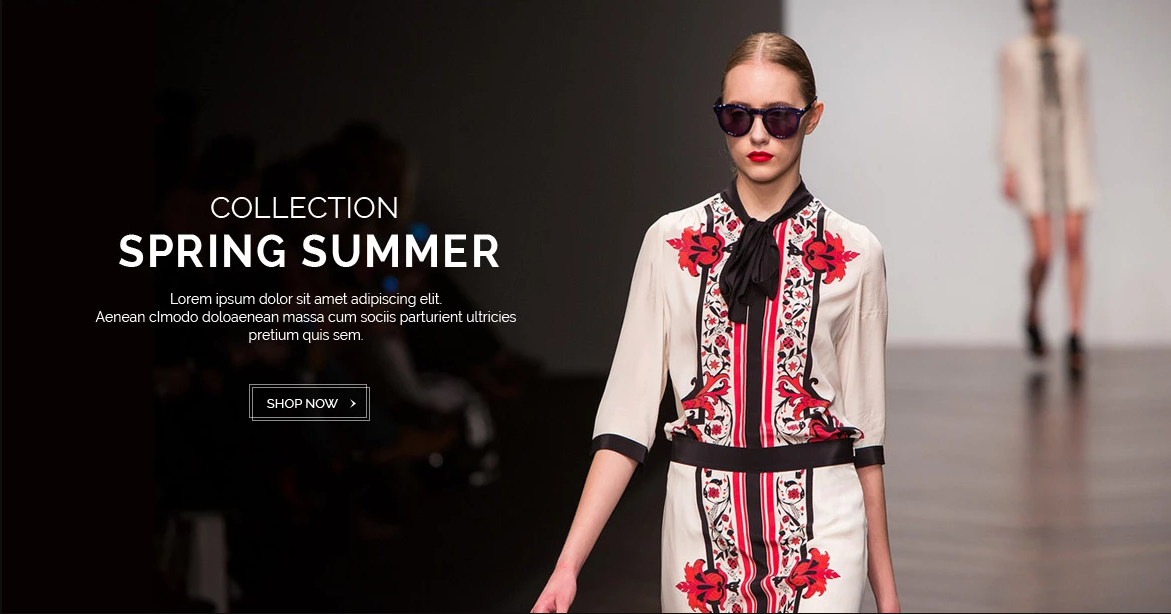 COLLECTION
SPRING SUMMER
Lorem ipsum dolor sit amet adipiscing elit.
Aenean clmodo doloaenean massa cum sociis parturient ultricies
pretium quis sem.
SHOP NOW